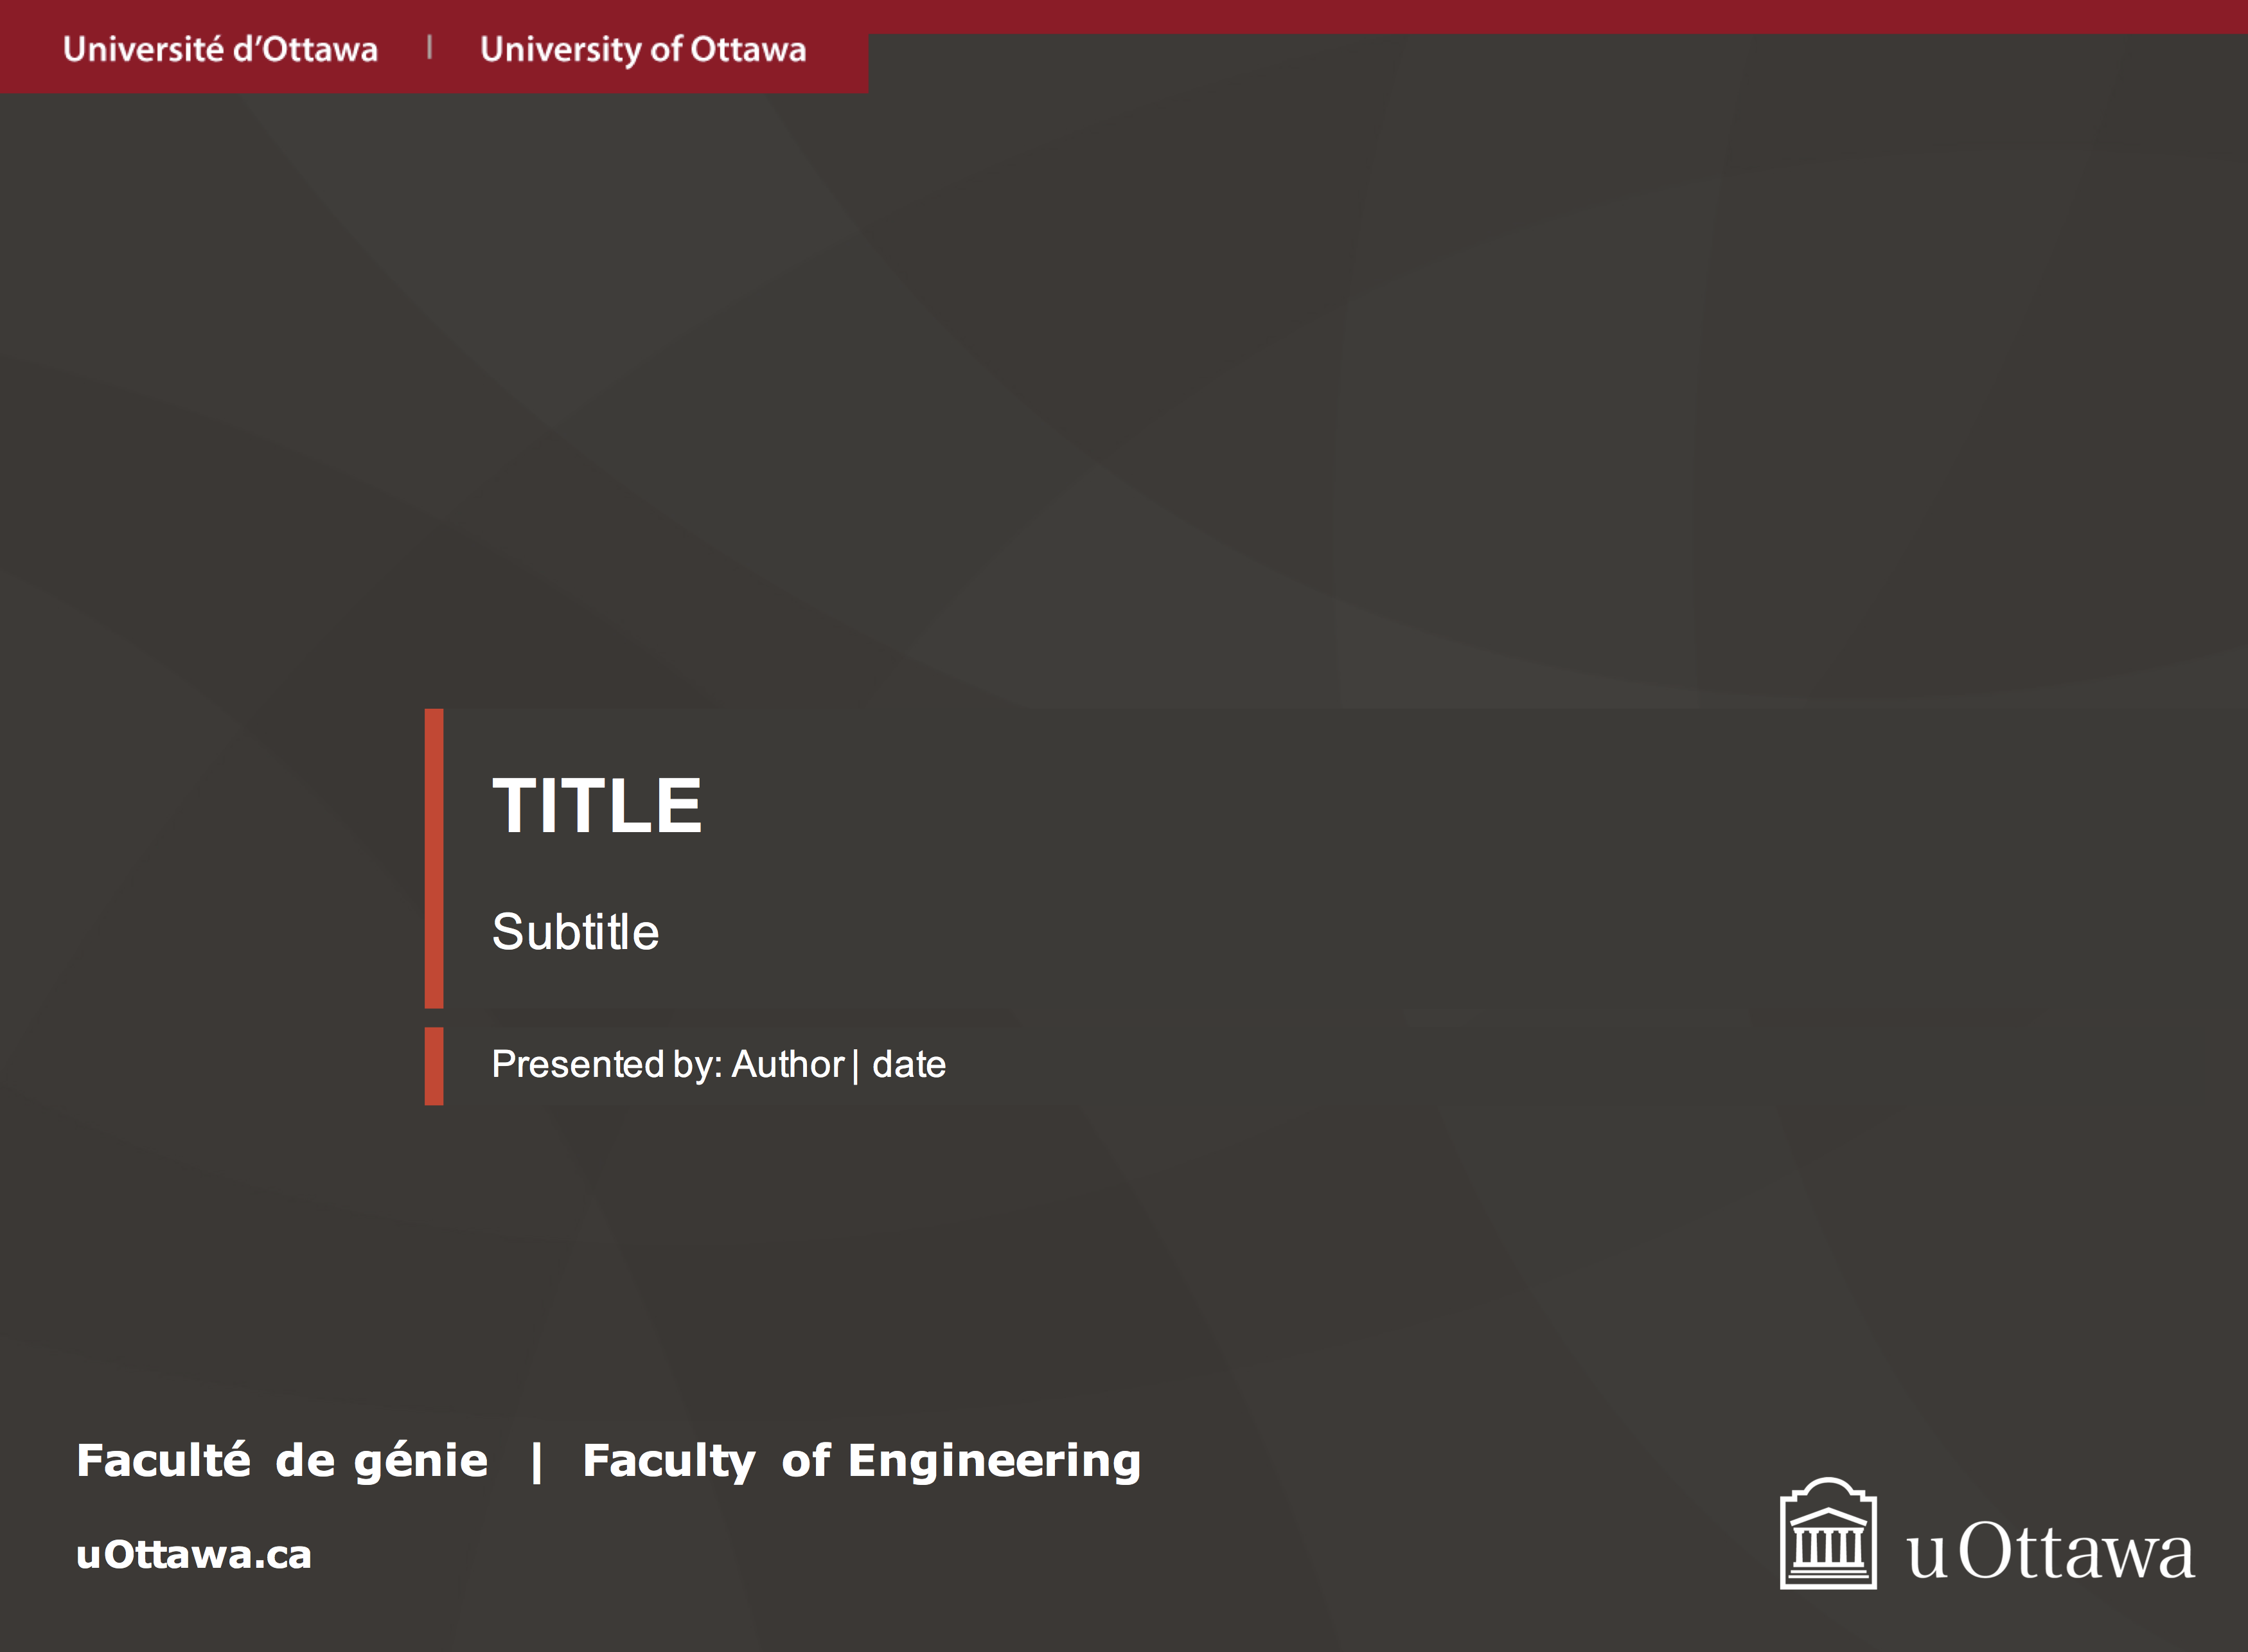 Université d’Ottawa | University of Ottawa
TITLE
Subtitle
Presented by: Author | date
Faculté de génie | Faculty of Engineering
uOttawa.ca
uOttawa